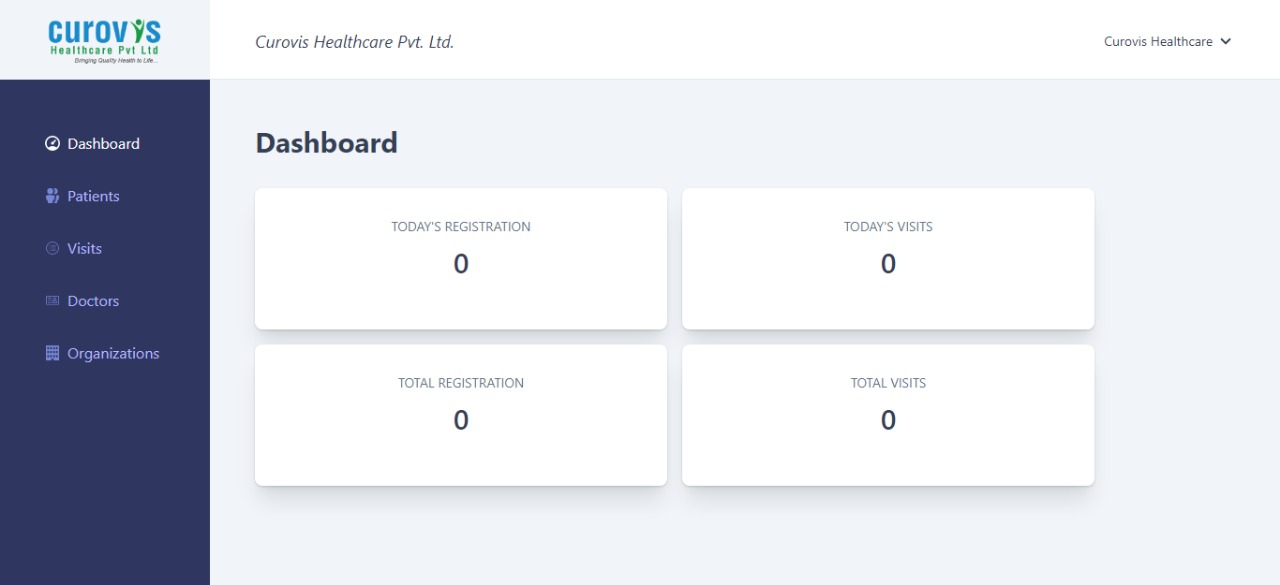 curovis
Healthcare Pvt Ltd
Bringing Quality Health to Life...
Curovis Healthcare Pvt. Ltd.
Curovis Healthcare
Dashboard
Patients
Visits
Doctors
Organizations
Dashboard
TODAY'S REGISTRATION
0
TODAY'S VISITS
0
TOTAL REGISTRATION
0
TOTAL VISITS
0